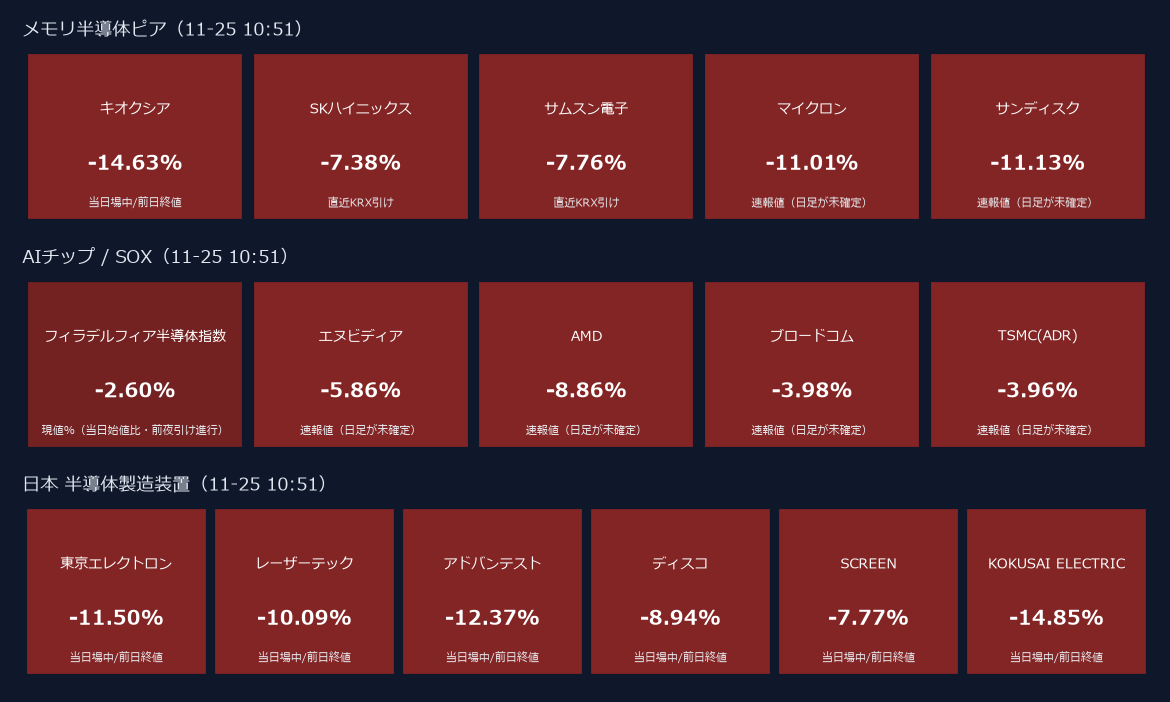 メモリ半導体ピア（11-25 10:51）
キオクシア
-14.63%
当日場中/前日終値
SKハイニックス
-7.38%
直近KRX引け
サムスン電子
-7.76%
直近KRX引け
マイクロン
-11.01%
速報値（日足が未確定）
サンディスク
-11.13%
速報値（日足が未確定）
AIチップ / SOX（11-25 10:51）
フィラデルフィア半導体指数
-2.60%
現値%（当日始値比・前夜引け進行）
エヌビディア
-5.86%
速報値（日足が未確定）
AMD
-8.86%
速報値（日足が未確定）
ブロードコム
-3.98%
速報値（日足が未確定）
TSMC(ADR)
-3.96%
速報値（日足が未確定）
日本 半導体製造装置（11-25 10:51）
東京エレクトロン
-11.50%
当日場中/前日終値
レーザーテック
-10.09%
当日場中/前日終値
アドバンテスト
-12.37%
当日場中/前日終値
ディスコ
-8.94%
当日場中/前日終値
SCREEN
-7.77%
当日場中/前日終値
KOKUSAI ELECTRIC
-14.85%
当日場中/前日終値